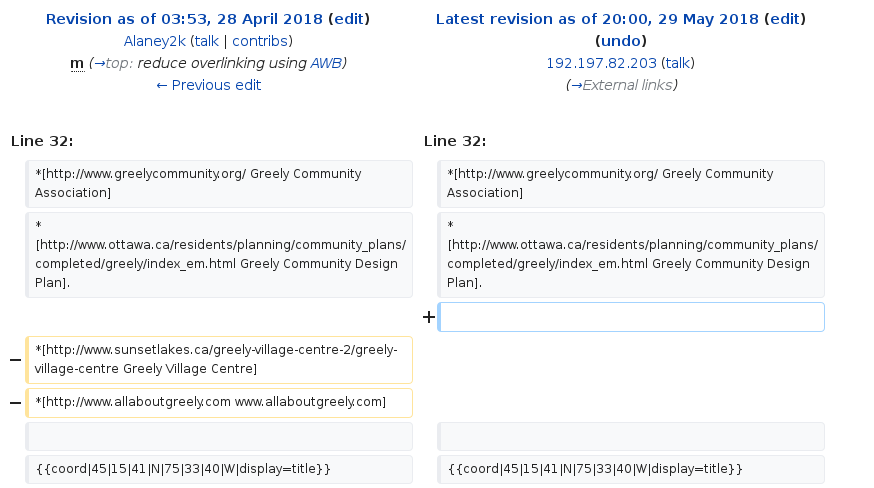 Revision as of 03:53, 28 April 2018 (edit)
Alaney2k (talk | contribs)
m (→top: reduce overlinking using AWB)
← Previous edit
Latest revision as of 20:00, 29 May 2018 (edit)
(undo)
192.197.82.203 (talk)
(→External links)
Line 32:
Line 32:
*[http://www.greelycommunity.org/ Greely Community
Association]
*[http://www.greelycommunity.org/ Greely Community
Association]
*
[http://www.ottawa.ca/residents/planning/community_plans/
completed/greely/index_em.html Greely Community Design
Plan].
*
[http://www.ottawa.ca/residents/planning/community_plans/
completed/greely/index_em.html Greely Community Design
Plan].
+
− *[http://www.sunsetlakes.ca/greely-village-centre-2/greely-
village-centre Greely Village Centre]
− *[http://www.allaboutgreely.com www.allaboutgreely.com]
{{coord|45|15|41|N|75|33|40|W|display=title}}
{{coord|45|15|41|N|75|33|40|W|display=title}}